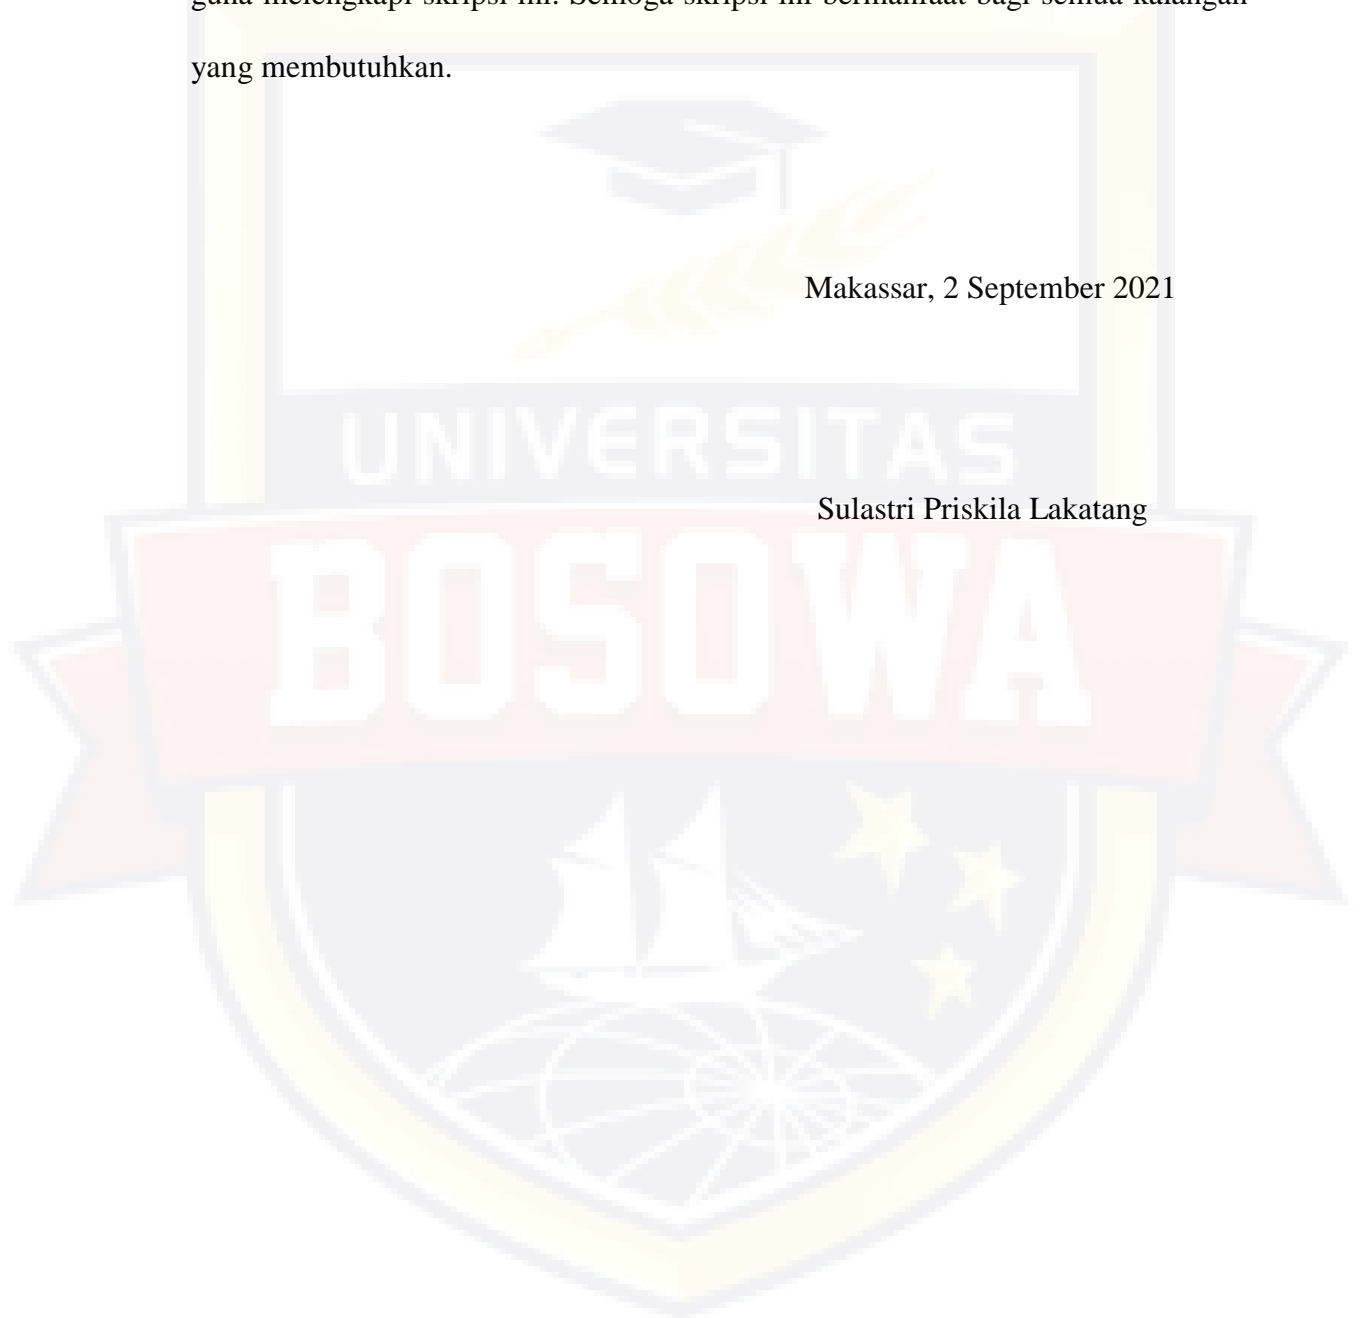 guna melengkapi skripsi ini. Semoga skripsi ini bermanfaat bagi semua kalangan
yang membutuhkan.
Makassar, 2 September 2021
UNIVERSITAS
Sulastri Priskila Lakatang
BOSOWA